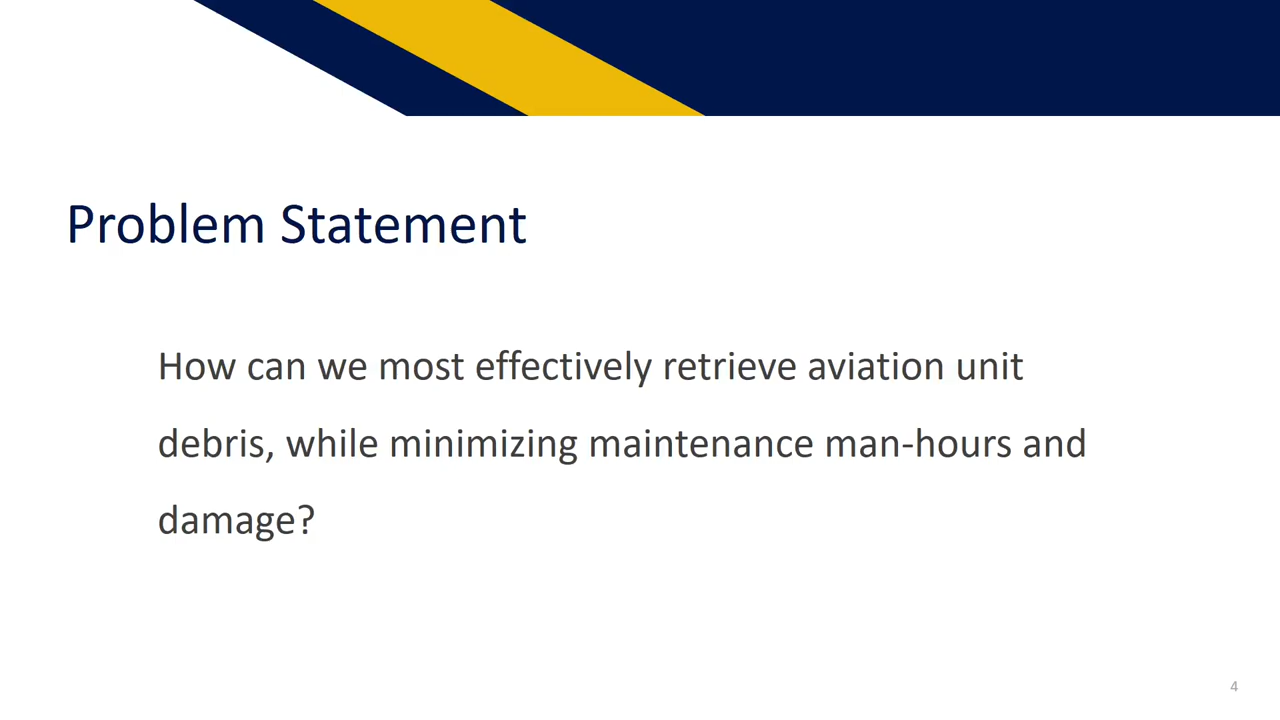 Problem Statement
How can we most effectively retrieve aviation unit
debris, while minimizing maintenance man-hours and
damage?
4